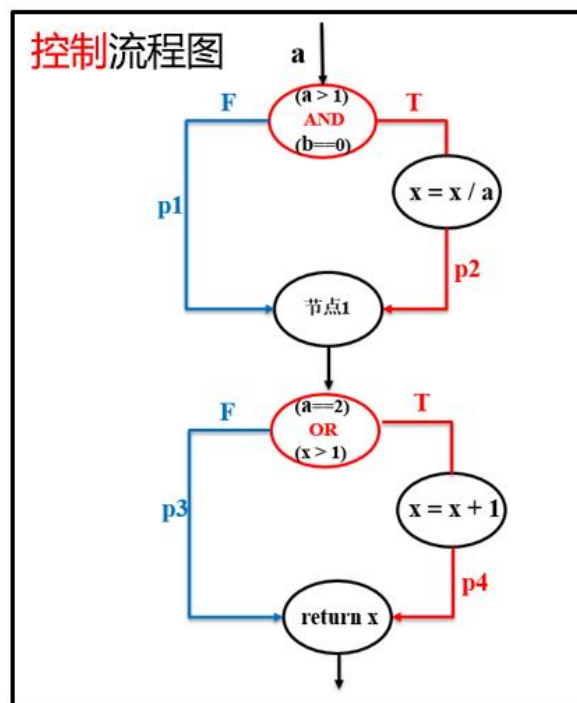 控制流程图
a
F
(a > 1)
AND
(b==0)
T
p1
x = x / a
p2
节点1
F
(a==2)
OR
(x > 1)
T
p3
x = x + 1
p4
return x